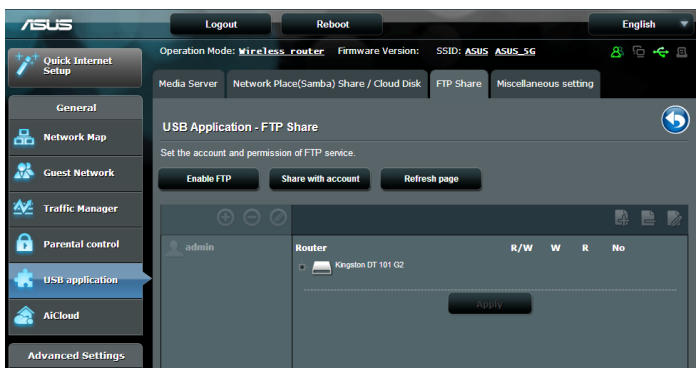 ASUS Logout Reboot English
Quick Internet Setup
Operation Mode: Wireless router Firmware Version: SSID: ASUS ASUS_5G
Media Server Network Place(Samba) Share / Cloud Disk FTP Share Miscellaneous setting
General
Network Map
Guest Network
Traffic Manager
Parental control
USB application
AiCloud
Advanced Settings
USB Application - FTP Share
Set the account and permission of FTP service.
Enable FTP Share with account Refresh page
admin
Router R/W W R No
Kingston DT 101 G2
Apply